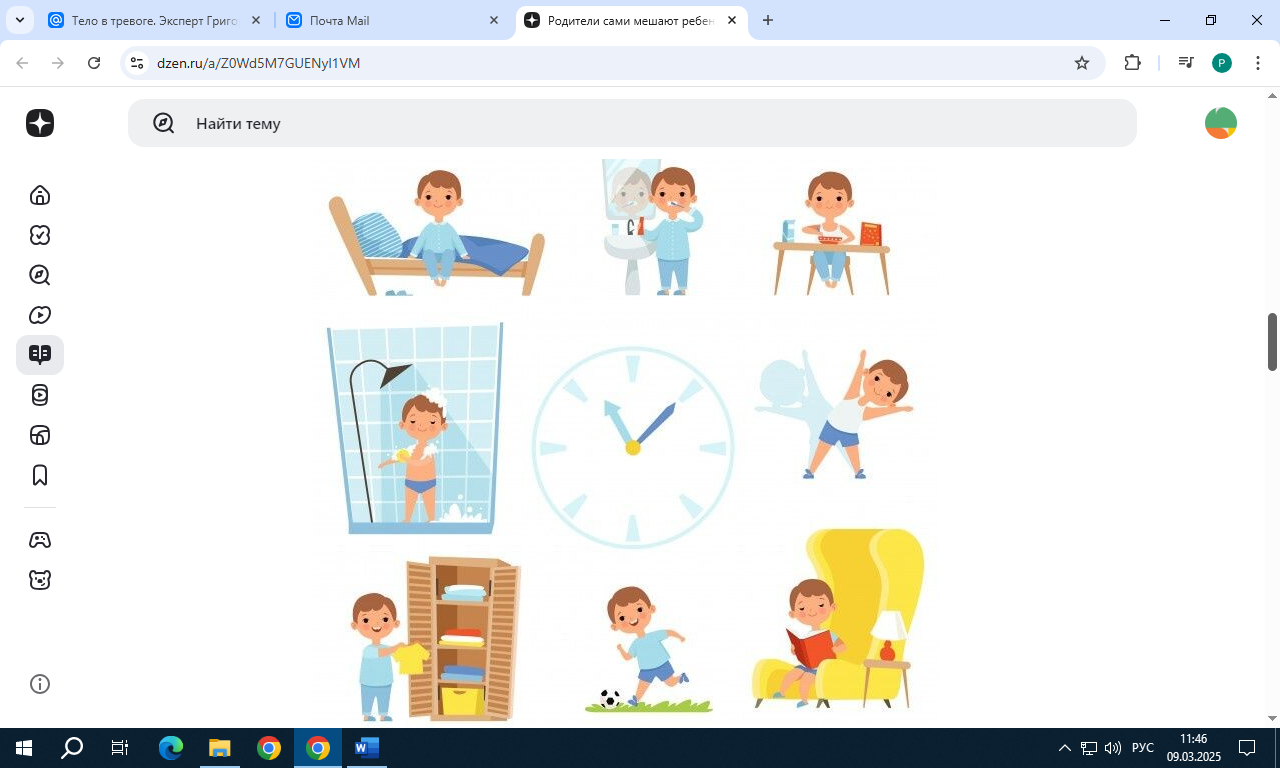 Тело в тревоге. Эксперт Григо
Почта Mail
Родители сами мешают ребен
dzen.ru/a/Z0Wd5M7GUENyI1VM
P
Найти тему
РУС
11:46
09.03.2025